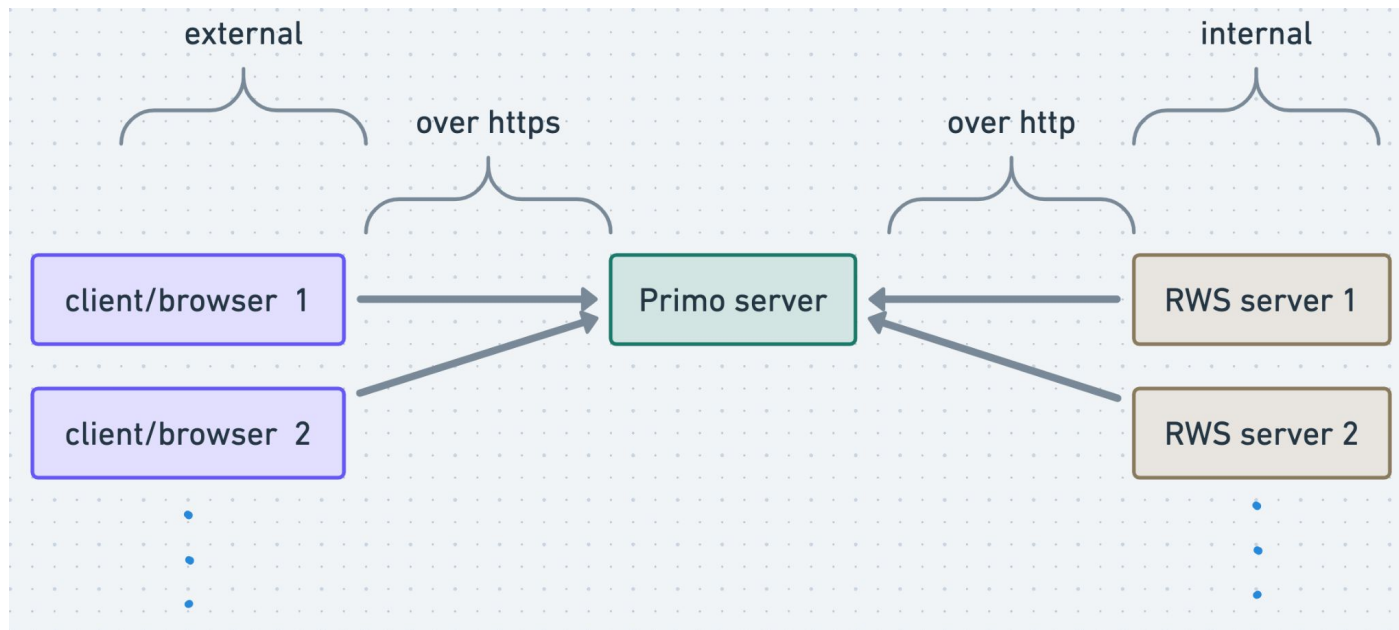 external
internal
over https
over http
client/browser 1
Primo server
RWS server 1
client/browser 2
RWS server 2